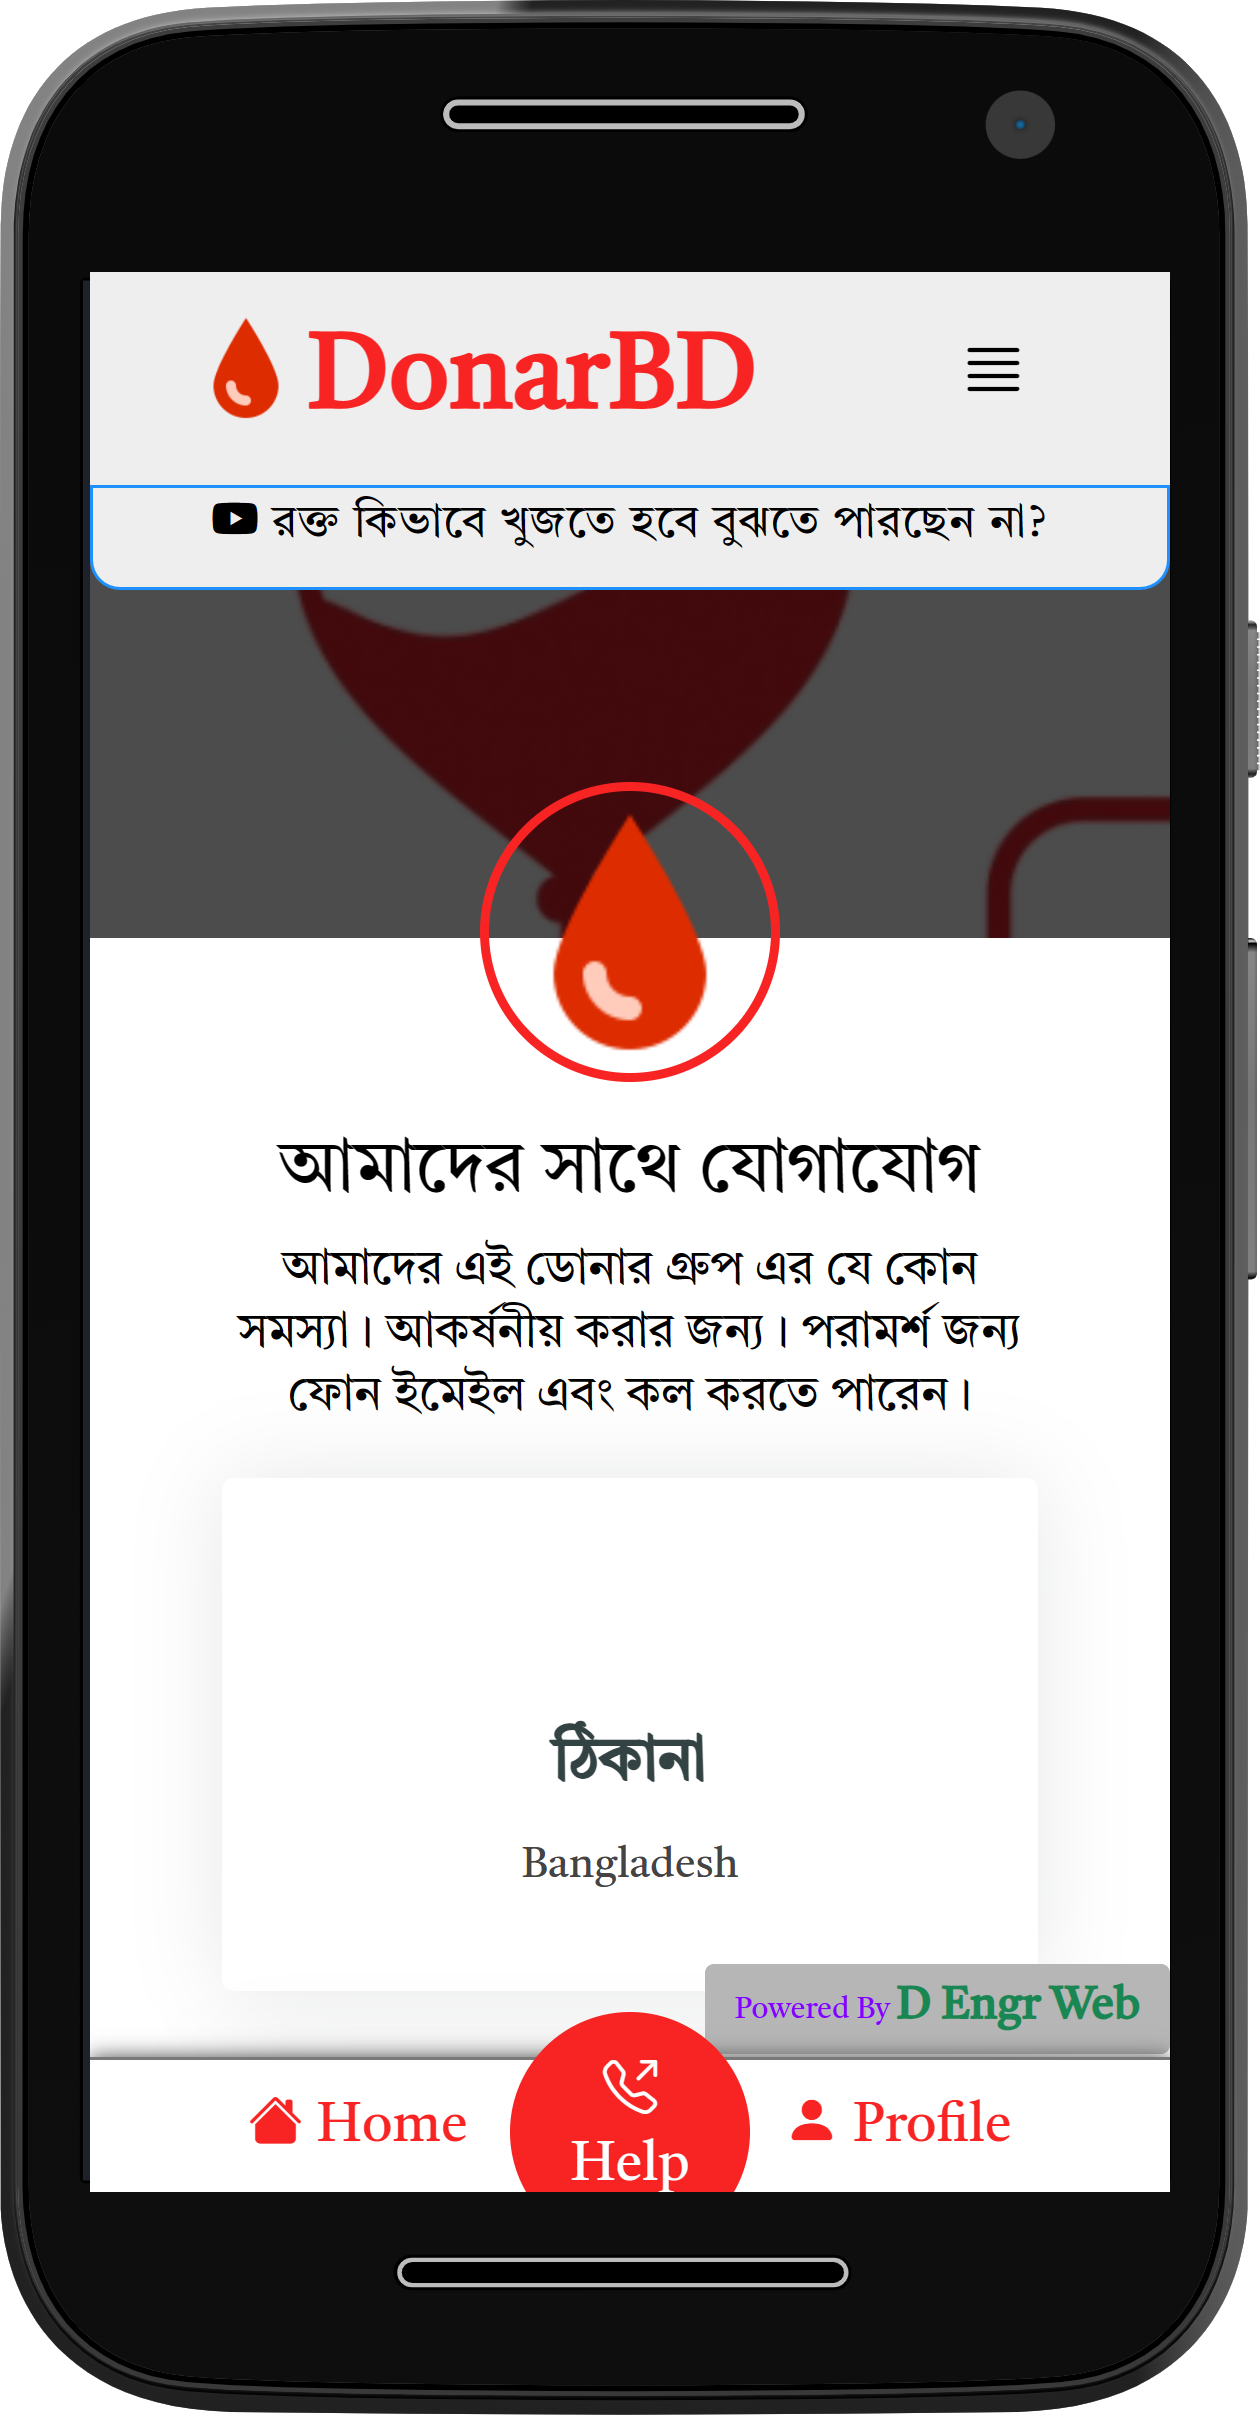 DonarBD
রক্ত কিভাবে খুজতে হবে বুঝতে পারছেন না?
আমাদের সাথে যোগাযোগ
আমাদের এই ডোনার গ্রুপ এর যে কোন
সমস্যা। আকর্ষনীয় করার জন্য। পরামর্শ জন্য
ফোন ইমেইল এবং কল করতে পারেন।
ঠিকানা
Bangladesh
Powered By D Engr Web
Home
Help
Profile